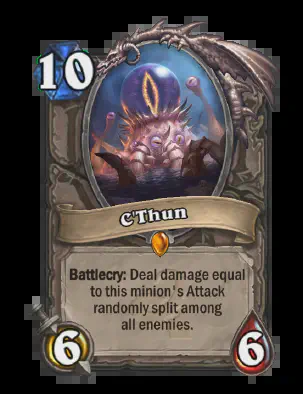 10
C'Thun
Battlecry: Deal damage equal
to this minion's Attack
randomly split among
all enemies.
6 6